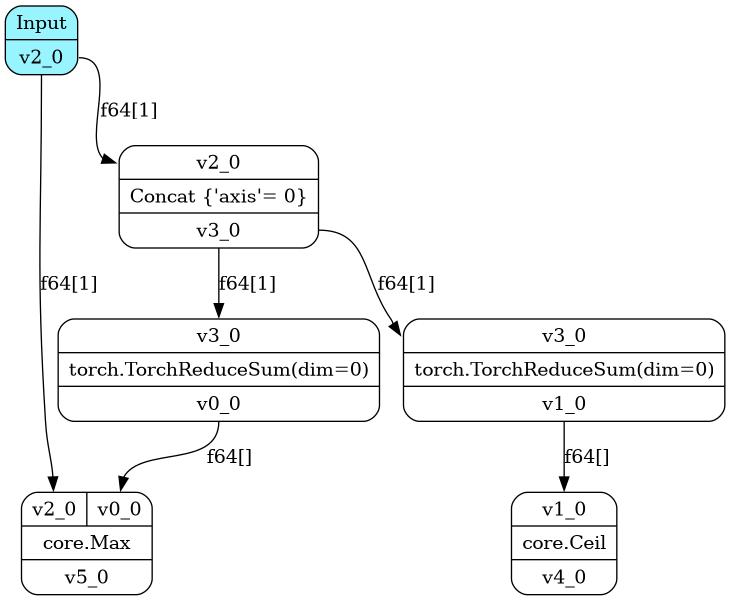 Input
v2_0
f64[1]
v2_0
Concat {'axis'= 0}
v3_0
f64[1]
f64[1]
f64[1]
v3_0
torch.TorchReduceSum(dim=0)
v0_0
v3_0
torch.TorchReduceSum(dim=0)
v1_0
f64[]
f64[]
v2_0
v0_0
core.Max
v5_0
v1_0
core.Ceil
v4_0